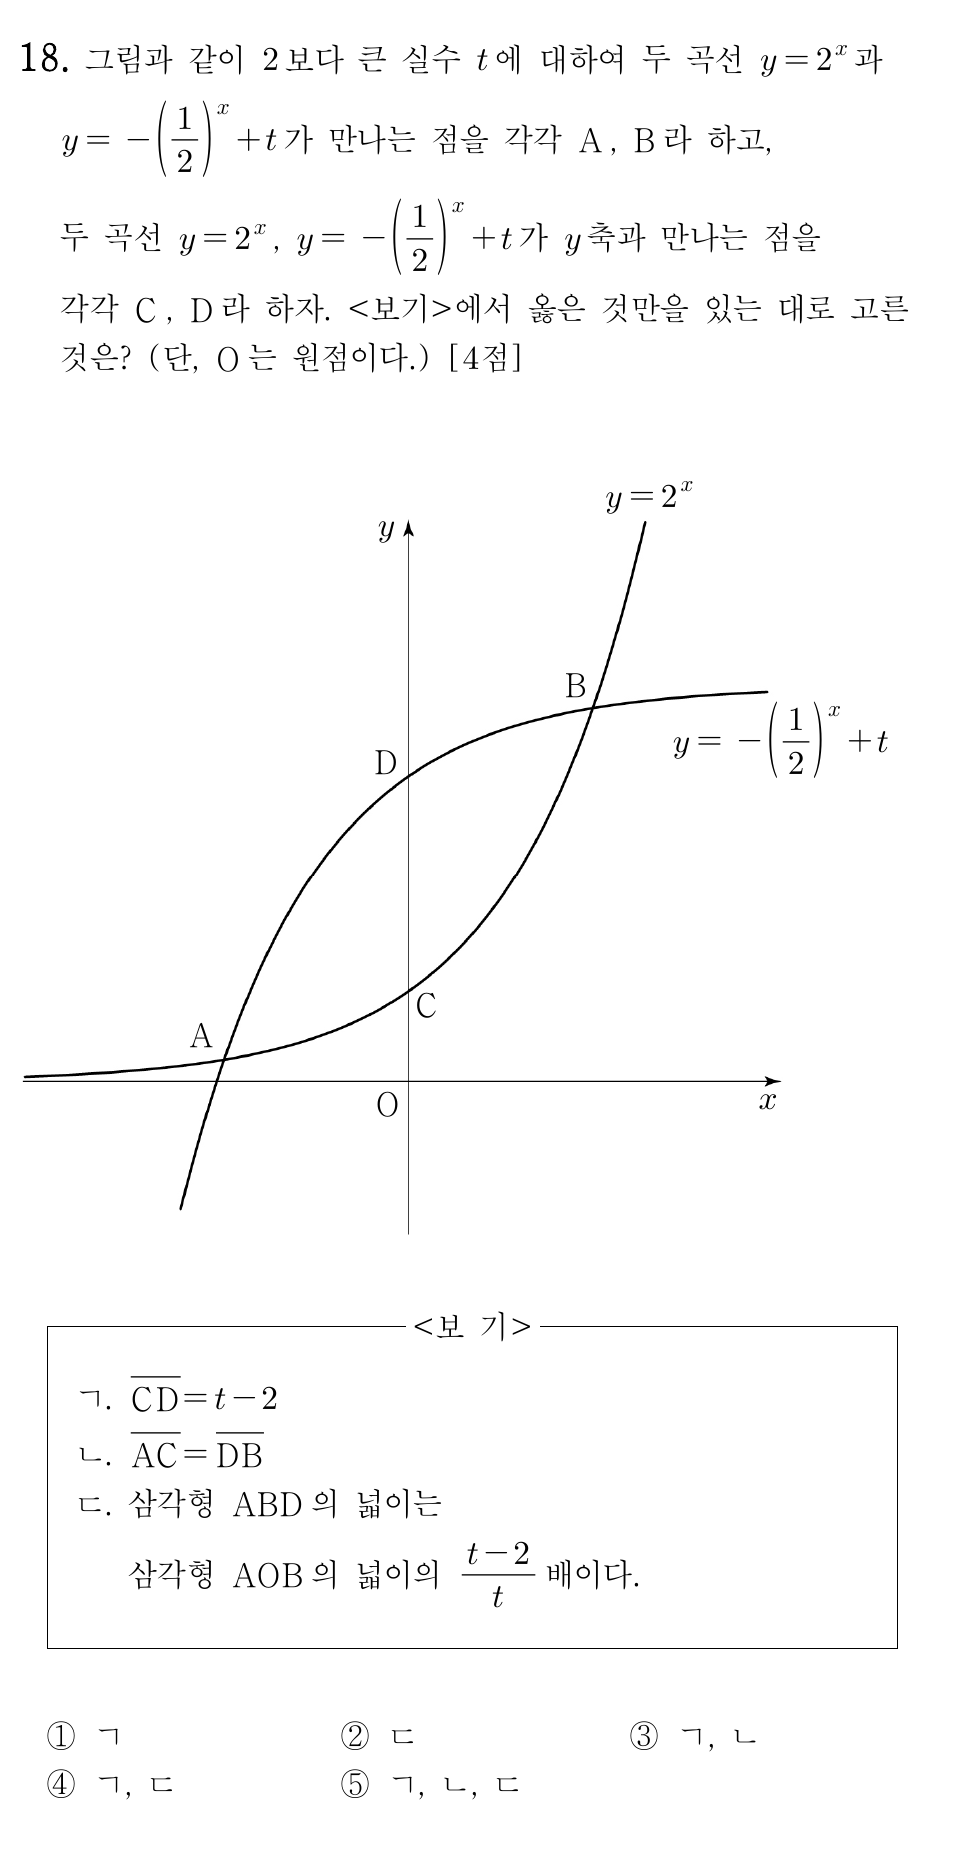 18. 그림과 같이 2보다 큰 실수 t에 대하여 두 곡선 y=2^x과
y= -(1/2)^x +t가 만나는 점을 각각 A, B라 하고,
두 곡선 y=2^x, y= -(1/2)^x +t가 y축과 만나는 점을
각각 C, D라 하자. <보기>에서 옳은 것만을 있는 대로 고른
것은? (단, O는 원점이다.) [4점]
y=2^x
y
B
y= -(1/2)^x +t
D
C
A
O
x
<보 기>
ㄱ. \overline{CD}=t-2
ㄴ. \overline{AC}=\overline{DB}
ㄷ. 삼각형 ABD의 넓이는
삼각형 AOB의 넓이의 (t-2)/t 배이다.
① ㄱ ② ㄷ ③ ㄱ, ㄴ
④ ㄱ, ㄷ ⑤ ㄱ, ㄴ, ㄷ